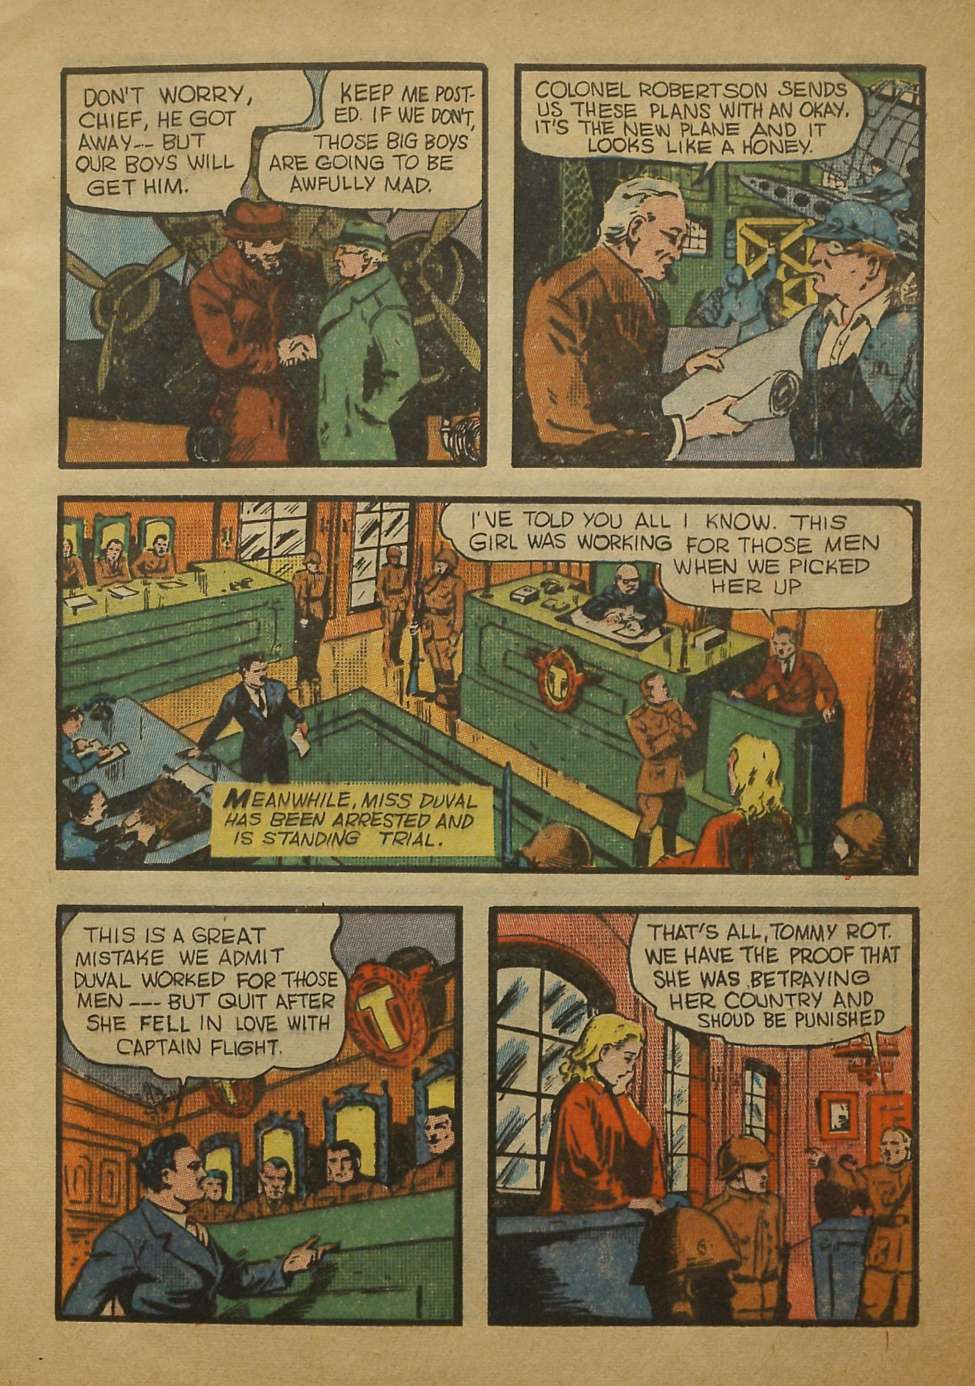 DON'T WORRY,
CHIEF, HE GOT
AWAY-- BUT
OUR BOYS WILL
GET HIM.
KEEP ME POST-
ED. IF WE DON'T,
THOSE BIG BOYS
ARE GOING TO BE
AWFULLY MAD.
COLONEL ROBERTSON SENDS
US THESE PLANS WITH AN OKAY.
IT'S THE NEW PLANE AND IT
LOOKS LIKE A HONEY.
I'VE TOLD YOU ALL I KNOW. THIS
GIRL WAS WORKING FOR THOSE MEN
WHEN WE PICKED
HER UP
T
MEANWHILE, MISS DUVAL
HAS BEEN ARRESTED AND
IS STANDING TRIAL.
THIS IS A GREAT
MISTAKE WE ADMIT
DUVAL WORKED FOR THOSE
MEN --- BUT QUIT AFTER
SHE FELL IN LOVE WITH
CAPTAIN FLIGHT.
T
T
THAT'S ALL, TOMMY ROT.
WE HAVE THE PROOF THAT
SHE WAS BETRAYING
HER COUNTRY AND
SHOUD BE PUNISHED